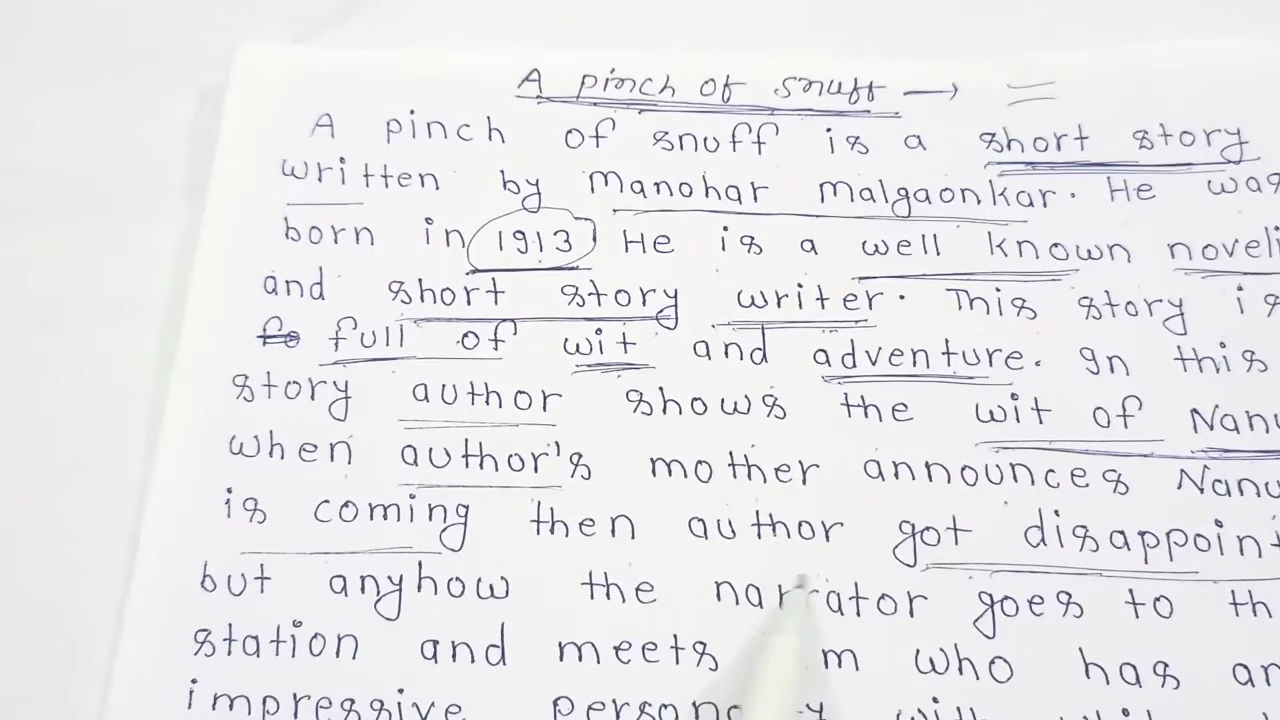 A pinch of snuff → =
A pinch of snuff is a short story
written by Manohar Malgaonkar. He was
born in 1913 He is a well known noveli
and short story writer. This story is
full of wit and adventure. In this
story author shows the wit of Nanu
when author's mother announces Nanu
is coming then author got disappoint
but anyhow the narrator goes to th
station and meets who has an
impressive